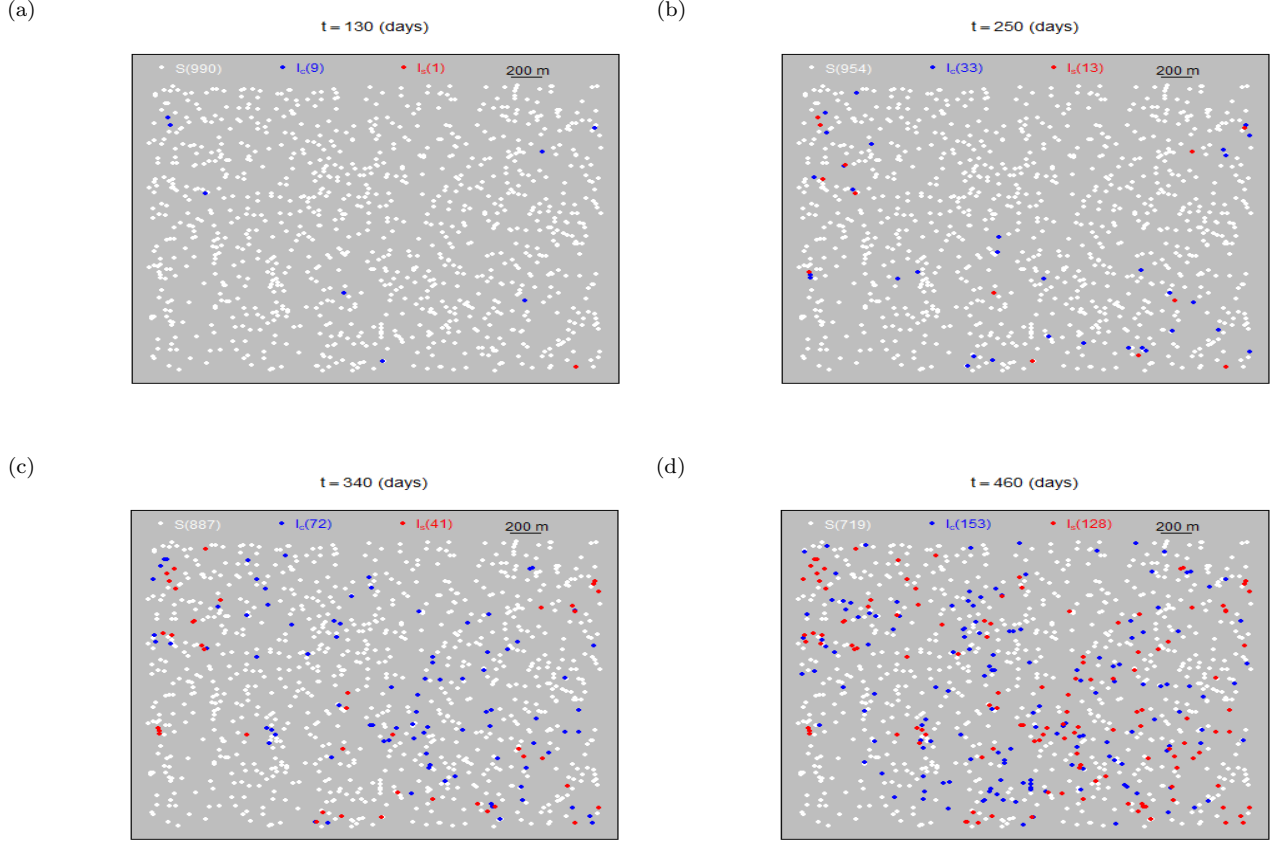 (a)
t = 130 (days)
S(990) I_c(9) I_s(1) 200 m
(b)
t = 250 (days)
S(954) I_c(33) I_s(13) 200 m
(c)
t = 340 (days)
S(887) I_c(72) I_s(41) 200 m
(d)
t = 460 (days)
S(719) I_c(153) I_s(128) 200 m